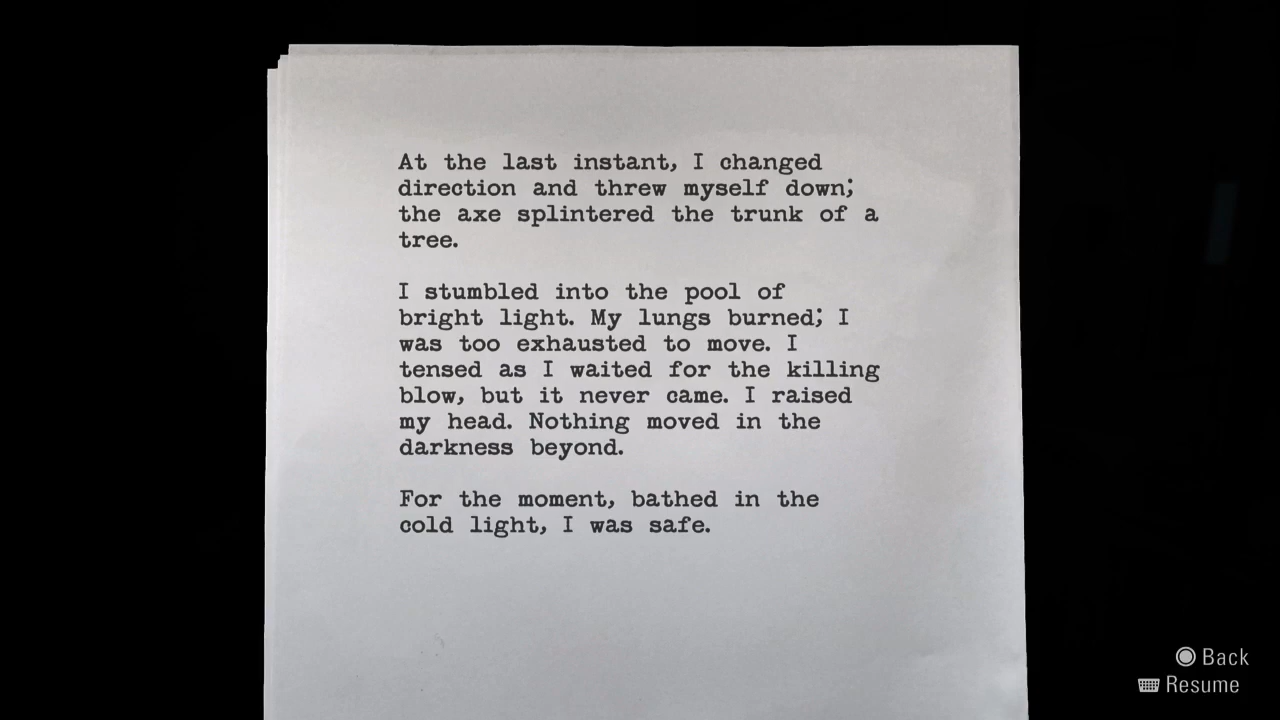 At the last instant, I changed
direction and threw myself down;
the axe splintered the trunk of a
tree.
I stumbled into the pool of
bright light. My lungs burned; I
was too exhausted to move. I
tensed as I waited for the killing
blow, but it never came. I raised
my head. Nothing moved in the
darkness beyond.
For the moment, bathed in the
cold light, I was safe.
Back
Resume